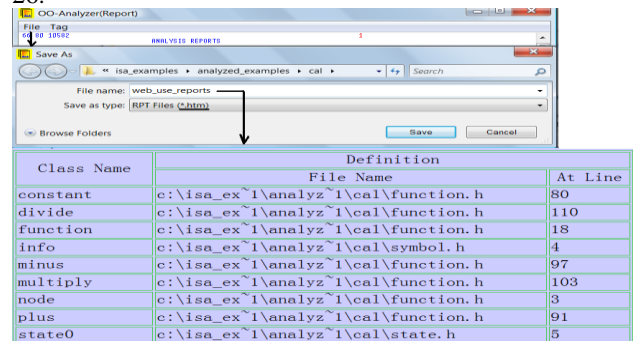 20.
OO-Analyzer(Report)
File Tag
60 80 10582
ANALYSIS REPORTS 1
Save As
« isa_examples ▸ analyzed_examples ▸ cal ▸ Search
File name: web_use_reports
Save as type: RPT Files (*.htm)
Browse Folders Save Cancel
Class Name Definition
File Name At Line
constant c:\isa_ex~1\analyz~1\cal\function.h 80
divide c:\isa_ex~1\analyz~1\cal\function.h 110
function c:\isa_ex~1\analyz~1\cal\function.h 18
info c:\isa_ex~1\analyz~1\cal\symbol.h 4
minus c:\isa_ex~1\analyz~1\cal\function.h 97
multiply c:\isa_ex~1\analyz~1\cal\function.h 103
node c:\isa_ex~1\analyz~1\cal\function.h 3
plus c:\isa_ex~1\analyz~1\cal\function.h 91
state0 c:\isa_ex~1\analyz~1\cal\state.h 5